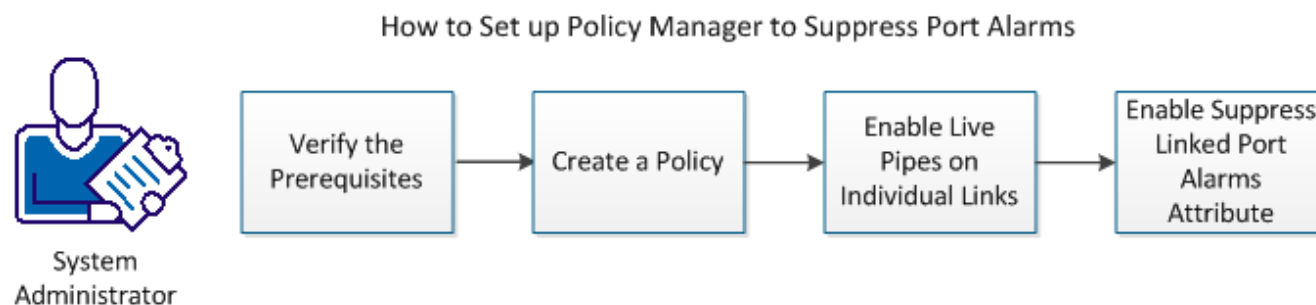 How to Set up Policy Manager to Suppress Port Alarms
Verify the
Prerequisites
Create a Policy
Enable Live
Pipes on
Individual Links
Enable Suppress
Linked Port
Alarms
Attribute
System
Administrator